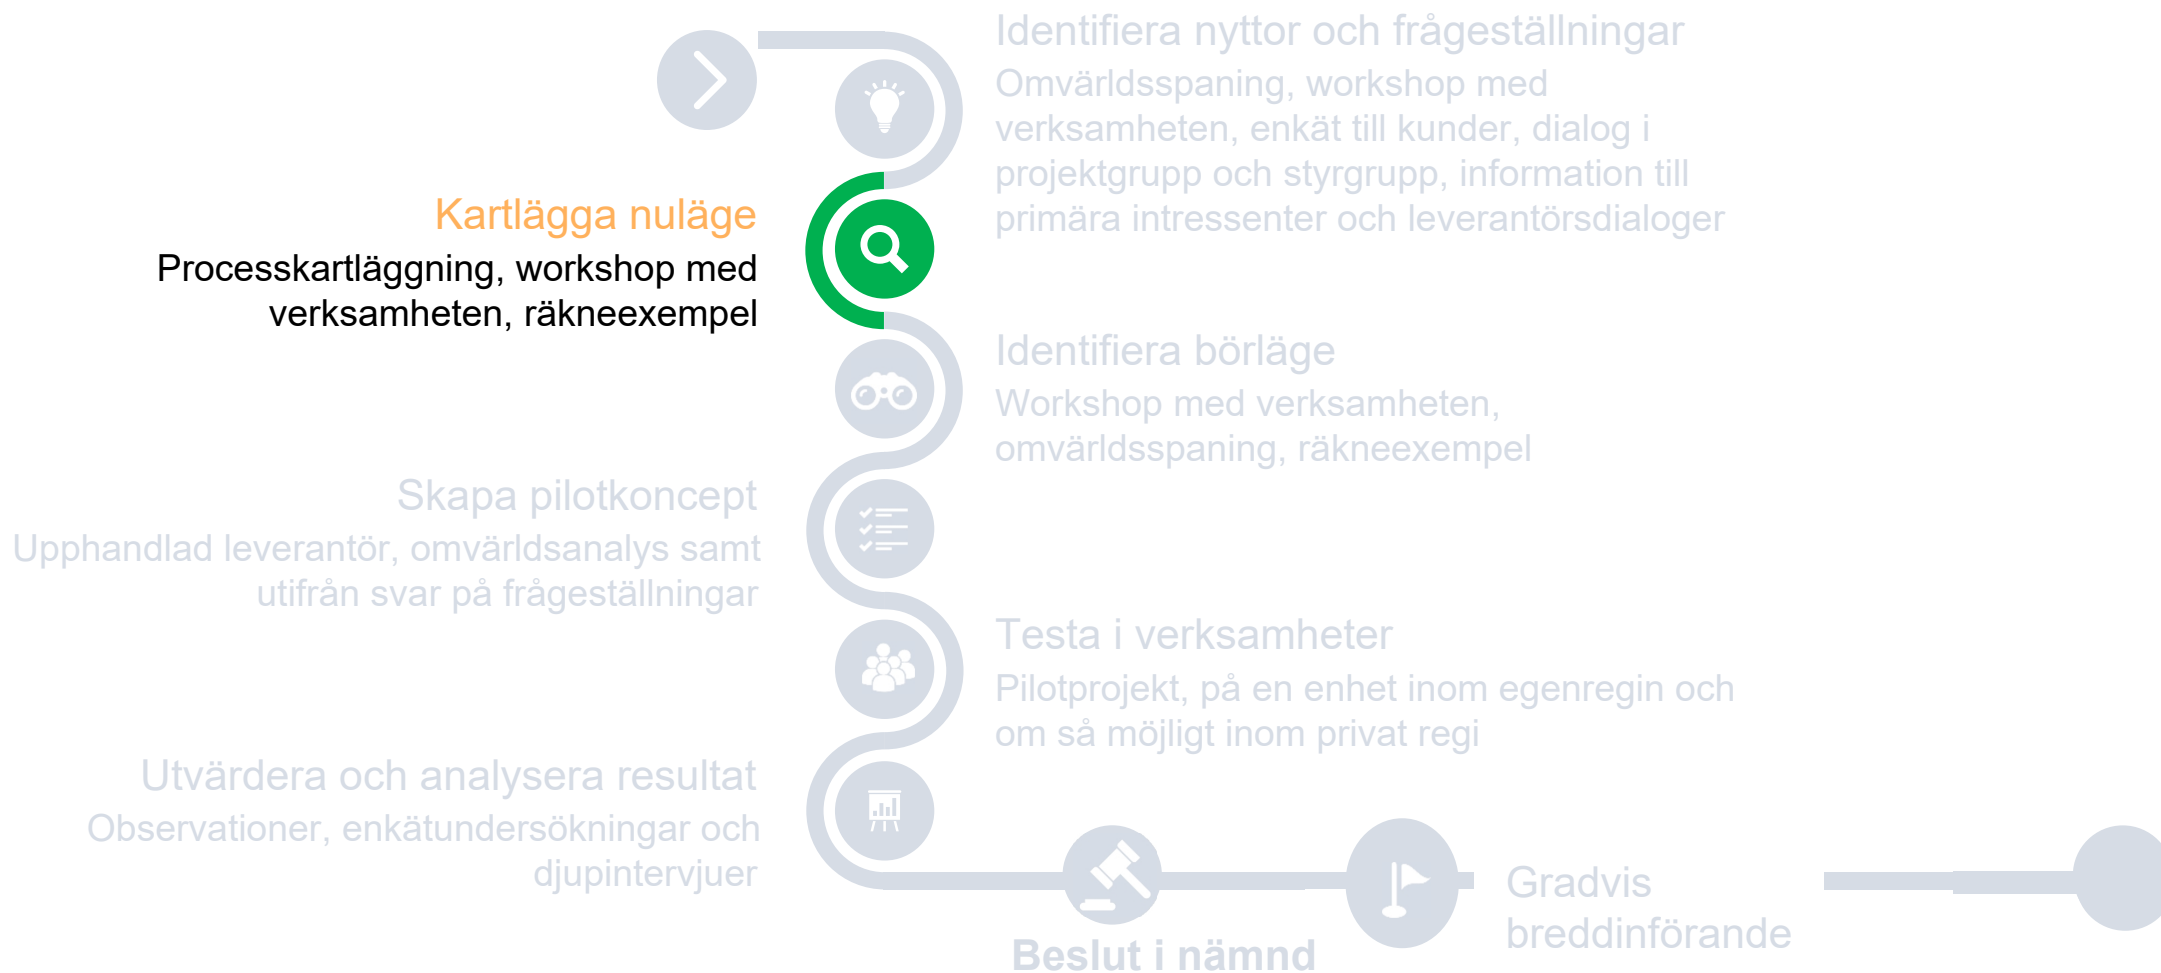 Identifiera nyttor och frågeställningar
Omvärldsspaning, workshop med
verksamheten, enkät till kunder, dialog i
projektgrupp och styrgrupp, information till
primära intressenter och leverantörsdialoger
Kartlägga nuläge
Processkartläggning, workshop med
verksamheten, räkneexempel
Identifiera börläge
Workshop med verksamheten,
omvärldsspaning, räkneexempel
Skapa pilotkoncept
Upphandlad leverantör, omvärldsanalys samt
utifrån svar på frågeställningar
Testa i verksamheter
Pilotprojekt, på en enhet inom egenregin och
om så möjligt inom privat regi
Utvärdera och analysera resultat
Observationer, enkätundersökningar och
djupintervjuer
Beslut i nämnd
Gradvis
breddinförande